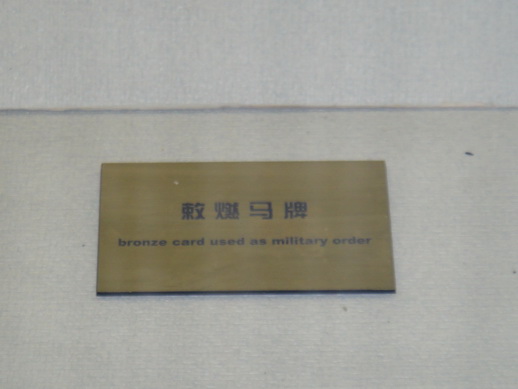 敕燃马牌
bronze card used as military order